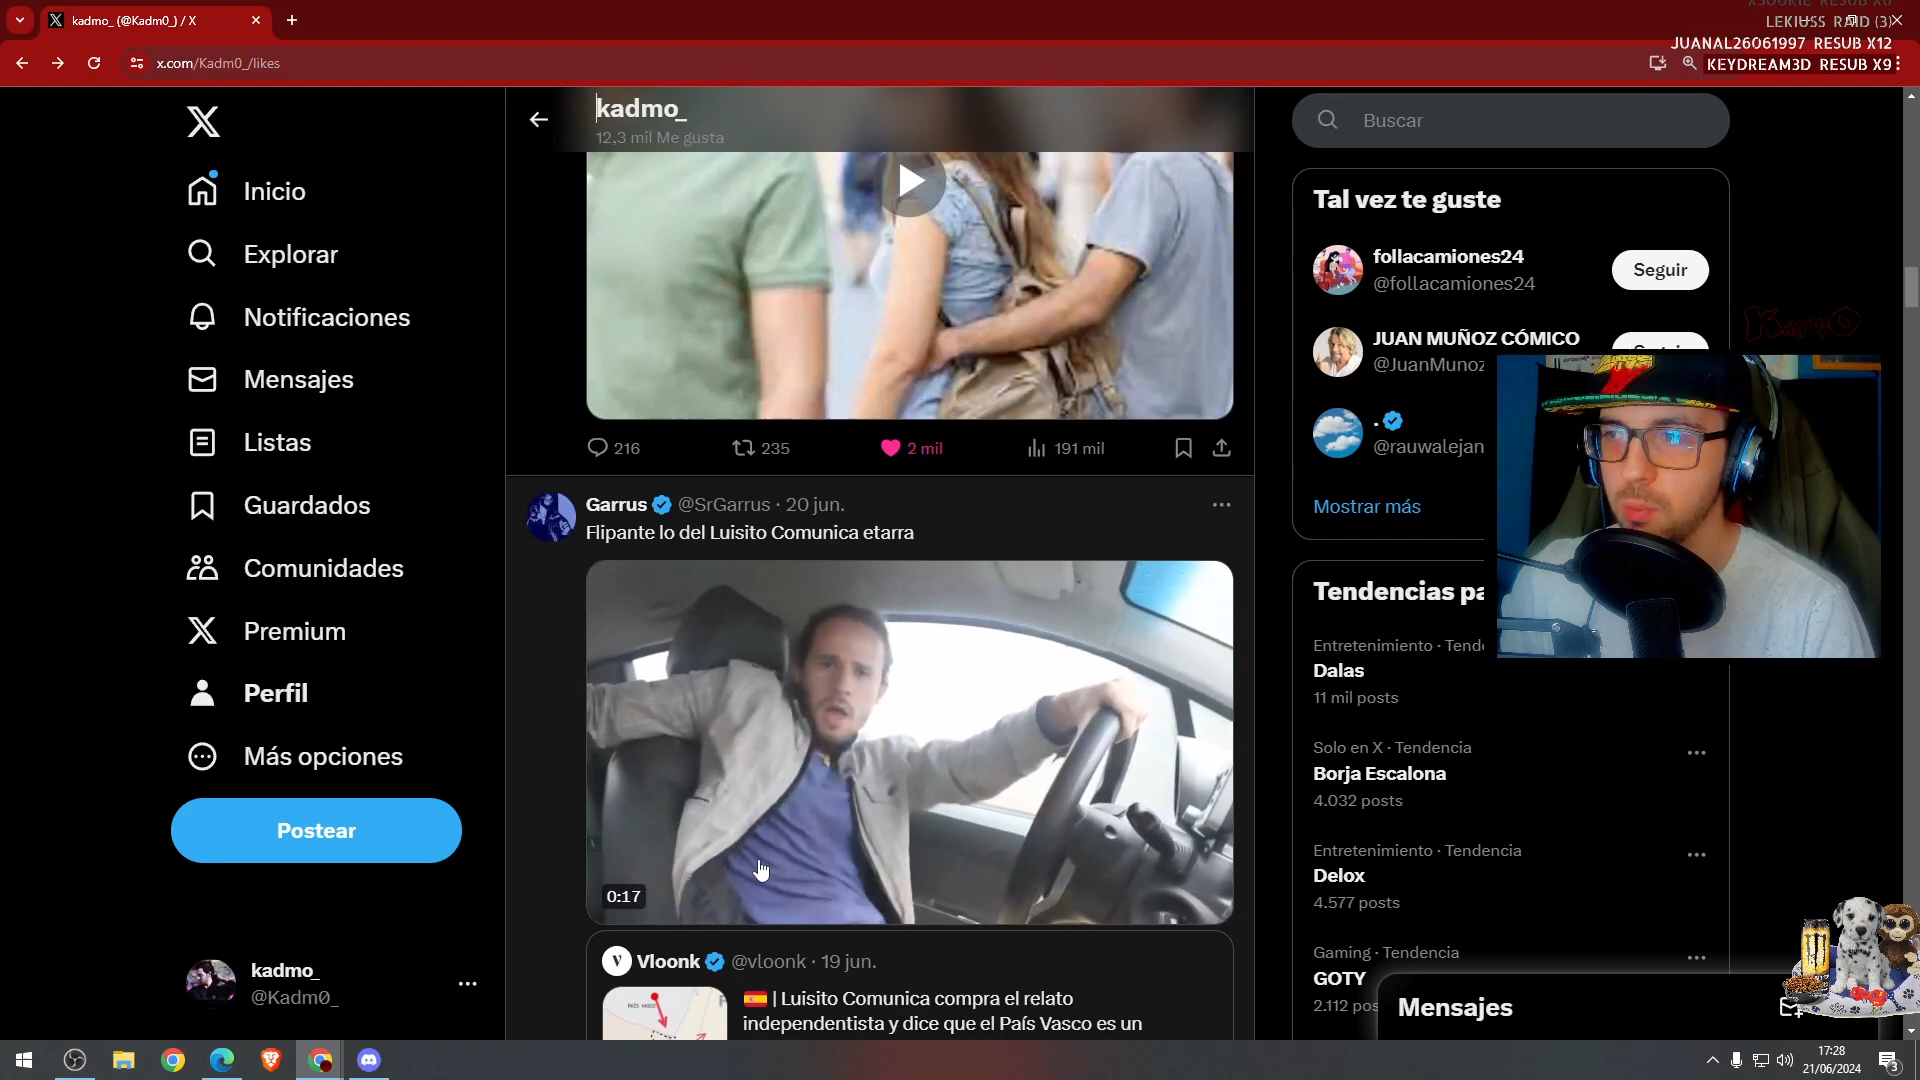 kadmo_ (@Kadm0_) / X
LEKIUSS RAID (3)
JUANAL26061997 RESUB X12
KEYDREAM3D RESUB X9
x.com/Kadm0_/likes
Inicio
Explorar
Notificaciones
Mensajes
Listas
Guardados
Comunidades
Premium
Perfil
Más opciones
Postear
kadmo_
@Kadm0_
kadmo_
12,3 mil Me gusta
216
235
2 mil
191 mil
Garrus @SrGarrus · 20 jun.
Flipante lo del Luisito Comunica etarra
0:17
V Vloonk @vloonk · 19 jun.
| Luisito Comunica compra el relato
independentista y dice que el País Vasco es un
Buscar
Tal vez te guste
follacamiones24
@follacamiones24
Seguir
JUAN MUÑOZ CÓMICO
@JuanMunoz
.
@rauwalejan
Mostrar más
Tendencias pa
Entretenimiento · Tende
Dalas
11 mil posts
Solo en X · Tendencia
Borja Escalona
4.032 posts
Entretenimiento · Tendencia
Delox
4.577 posts
Gaming · Tendencia
GOTY
2.112 pos
Mensajes
17:28
21/06/2024
3